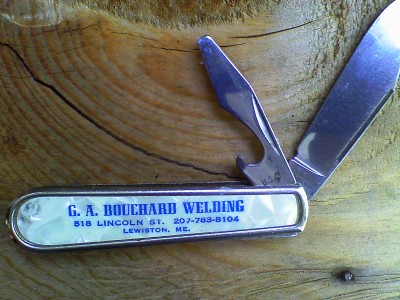 G. A. BOUCHARD WELDING
518 LINCOLN ST. 207-783-8104
LEWISTON, ME.